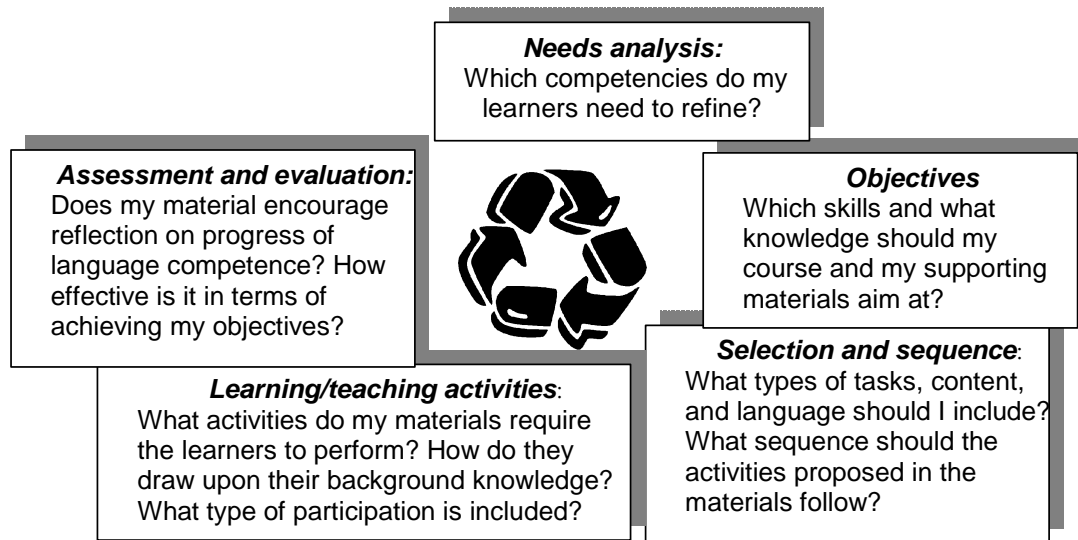 Needs analysis:
Which competencies do my
learners need to refine?
Objectives
Which skills and what
knowledge should my
course and my supporting
materials aim at?
Selection and sequence:
What types of tasks, content,
and language should I include?
What sequence should the
activities proposed in the
materials follow?
Learning/teaching activities:
What activities do my materials require
the learners to perform? How do they
draw upon their background knowledge?
What type of participation is included?
Assessment and evaluation:
Does my material encourage
reflection on progress of
language competence? How
effective is it in terms of
achieving my objectives?